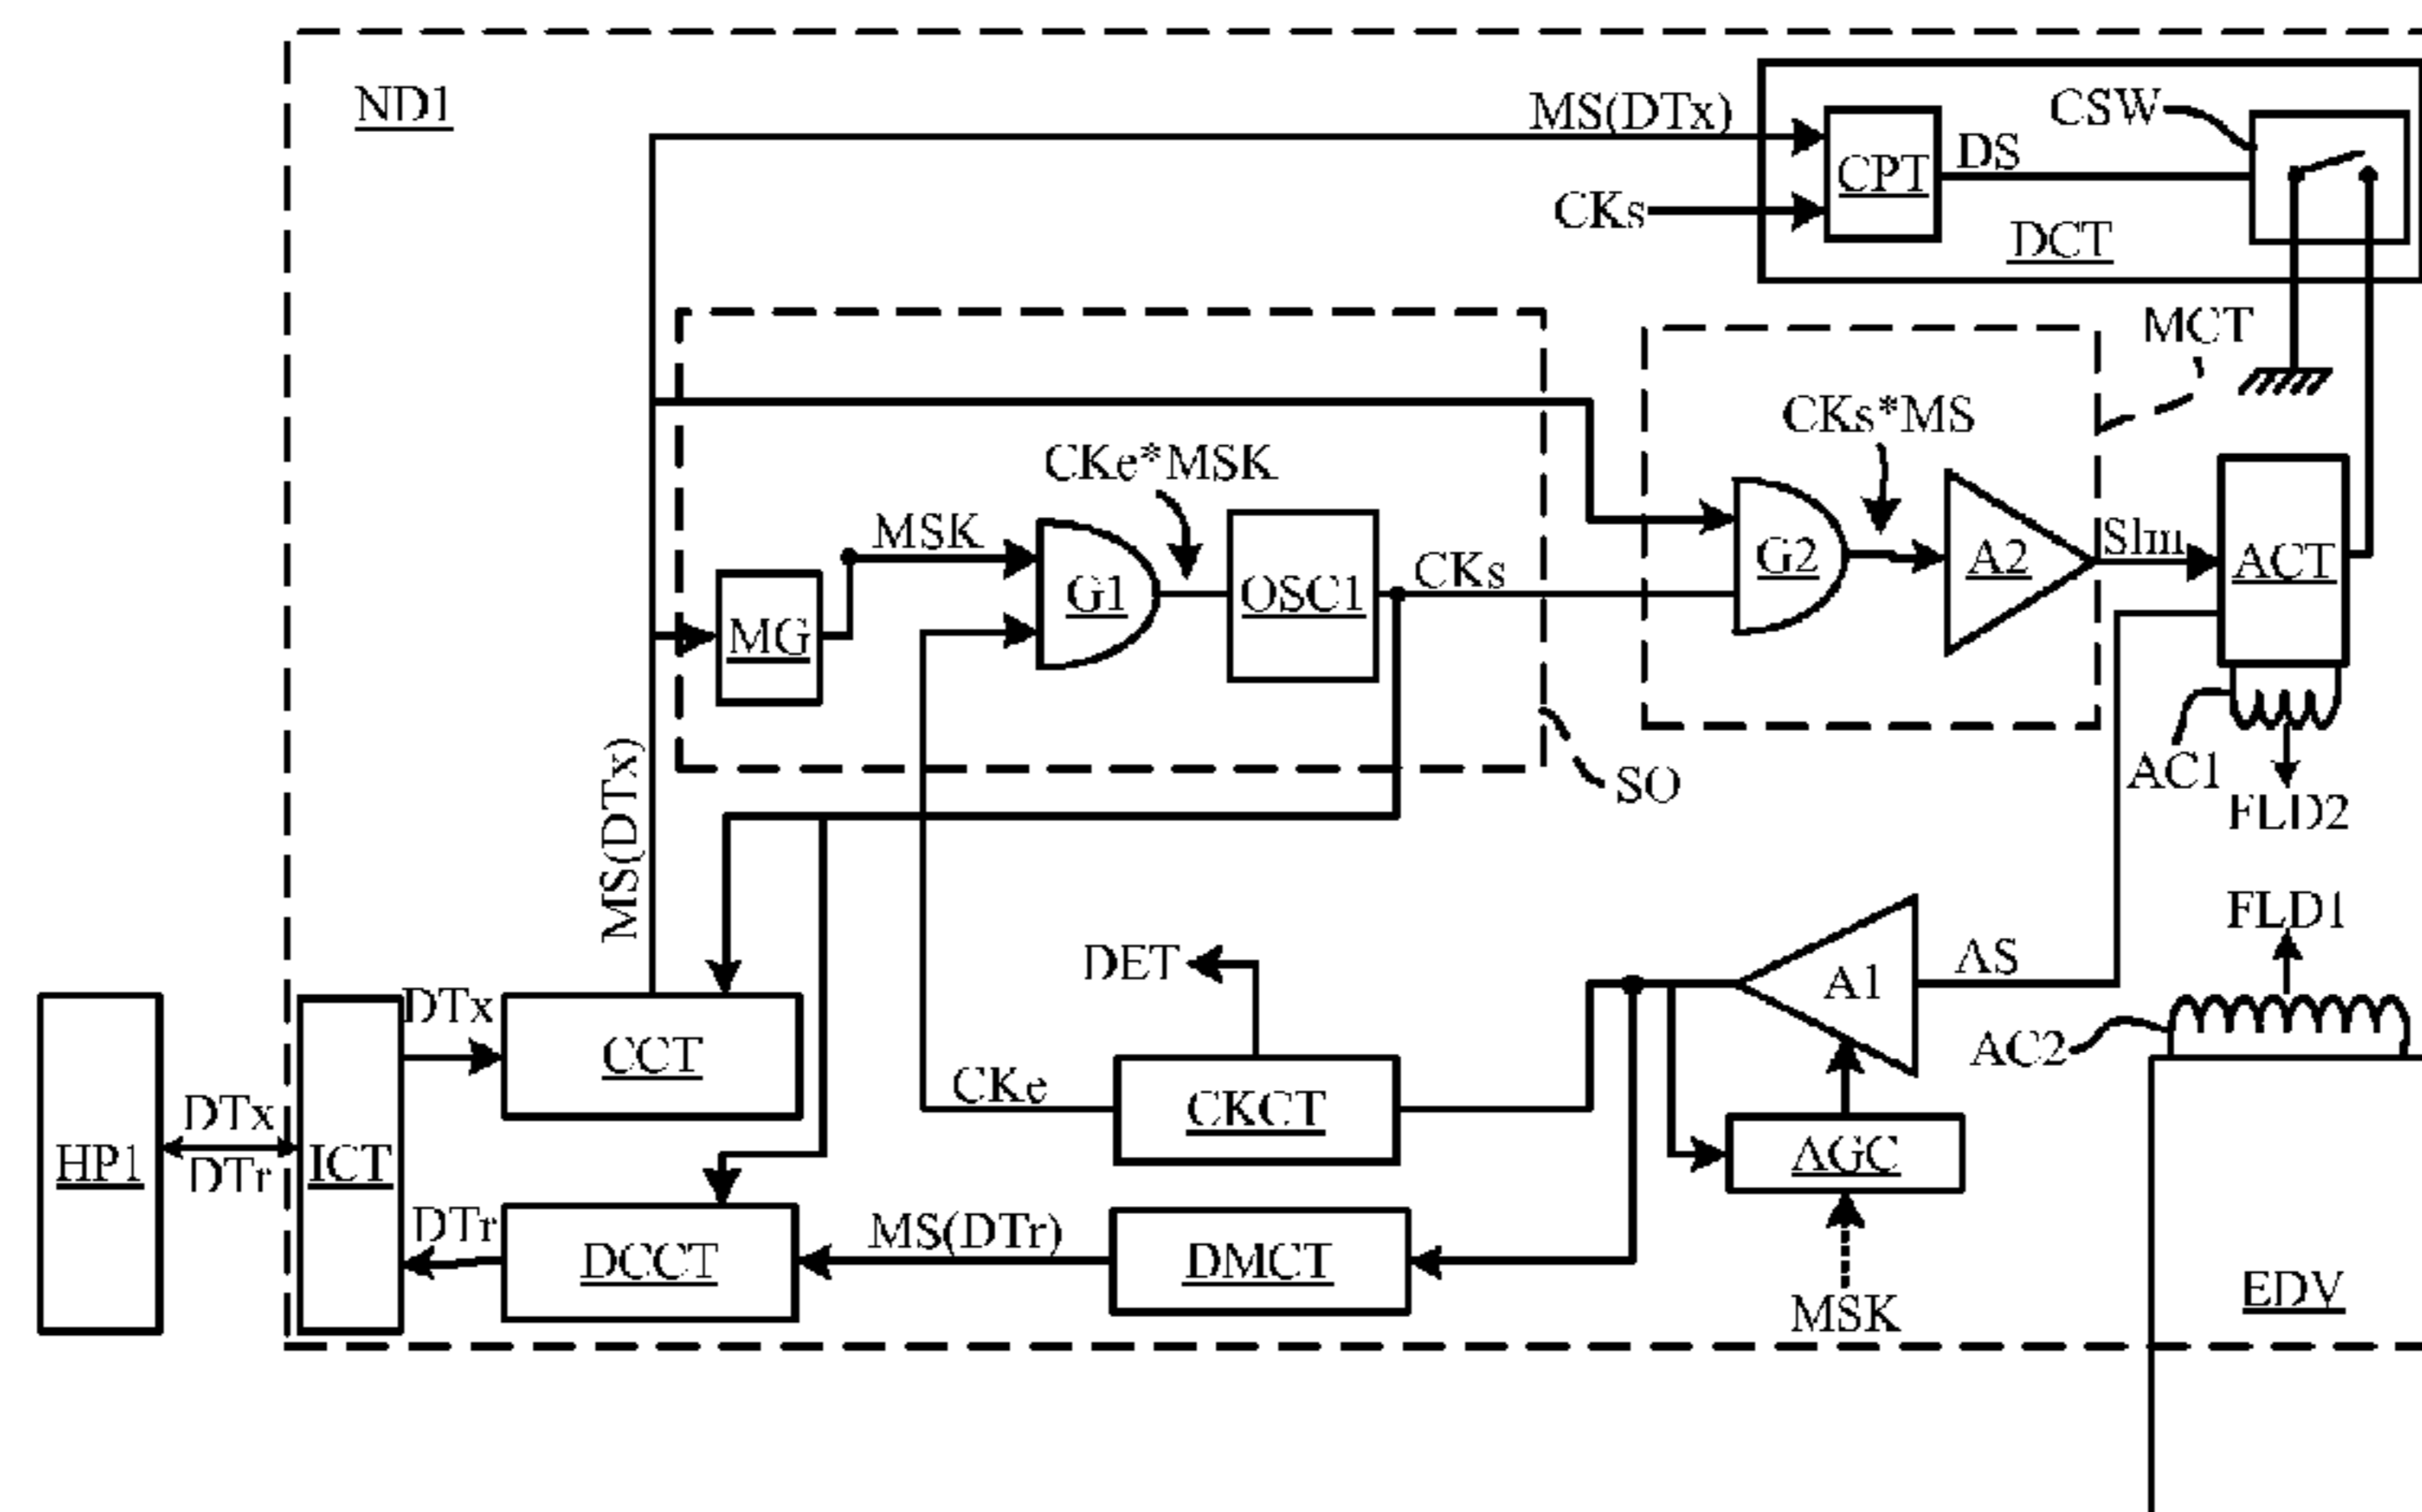 ND1
MS(DTx)
CKs
CPT
DS
CSW
DCT
MCT
CKs*MS
CKe*MSK
MSK
MG
G1
OSC1
CKs
G2
A2
Slm
ACT
AC1
FLD2
SO
MS(DTx)
FLD1
DET
A1
AS
AC2
HP1
DTx
DTr
ICT
DTx
CCT
CKe
CKCT
AGC
DTr
DCCT
MS(DTr)
DMCT
MSK
EDV